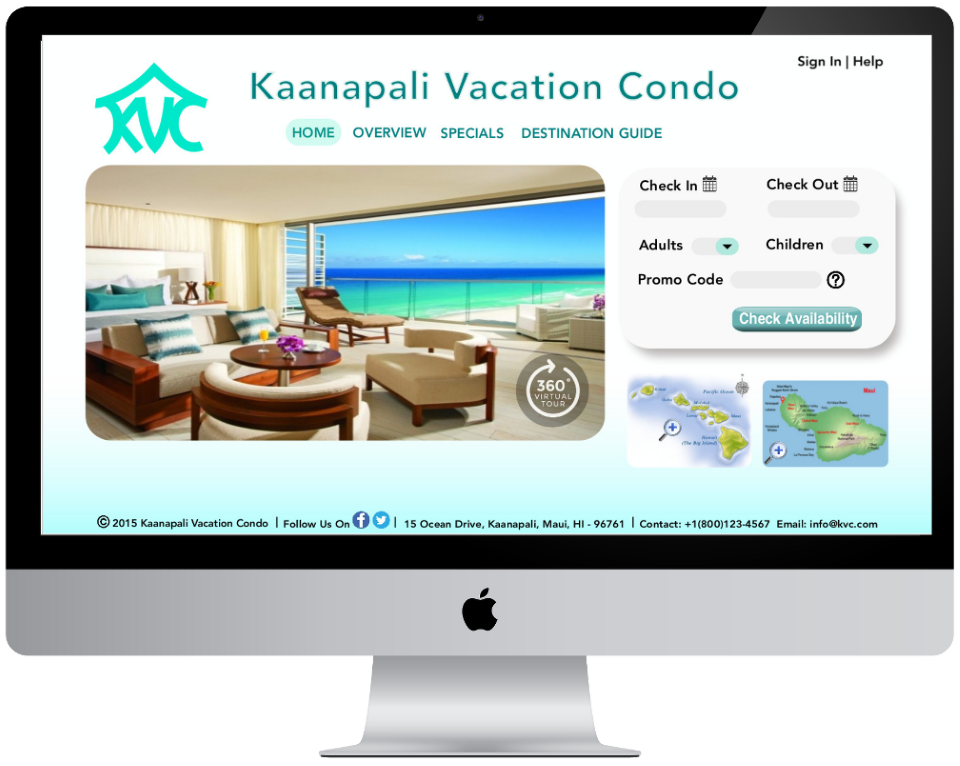 Sign In | Help
KVC
Kaanapali Vacation Condo
HOME OVERVIEW SPECIALS DESTINATION GUIDE
Check In Check Out
Adults Children
Promo Code ?
Check Availability
360°
VIRTUAL
TOUR
Pacific Ocean
Maui
Hawaii
(The Big Island)
Maui
© 2015 Kaanapali Vacation Condo | Follow Us On f | 15 Ocean Drive, Kaanapali, Maui, HI - 96761 | Contact: +1(800)123-4567 Email: info@kvc.com